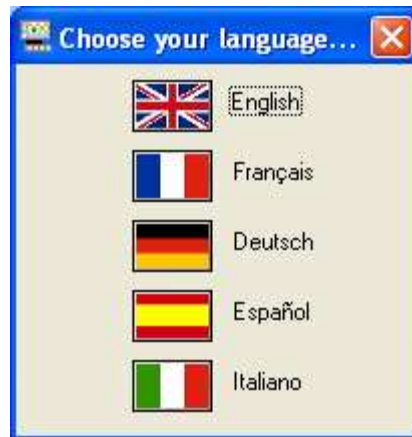 Choose your language...
English
Français
Deutsch
Español
Italiano